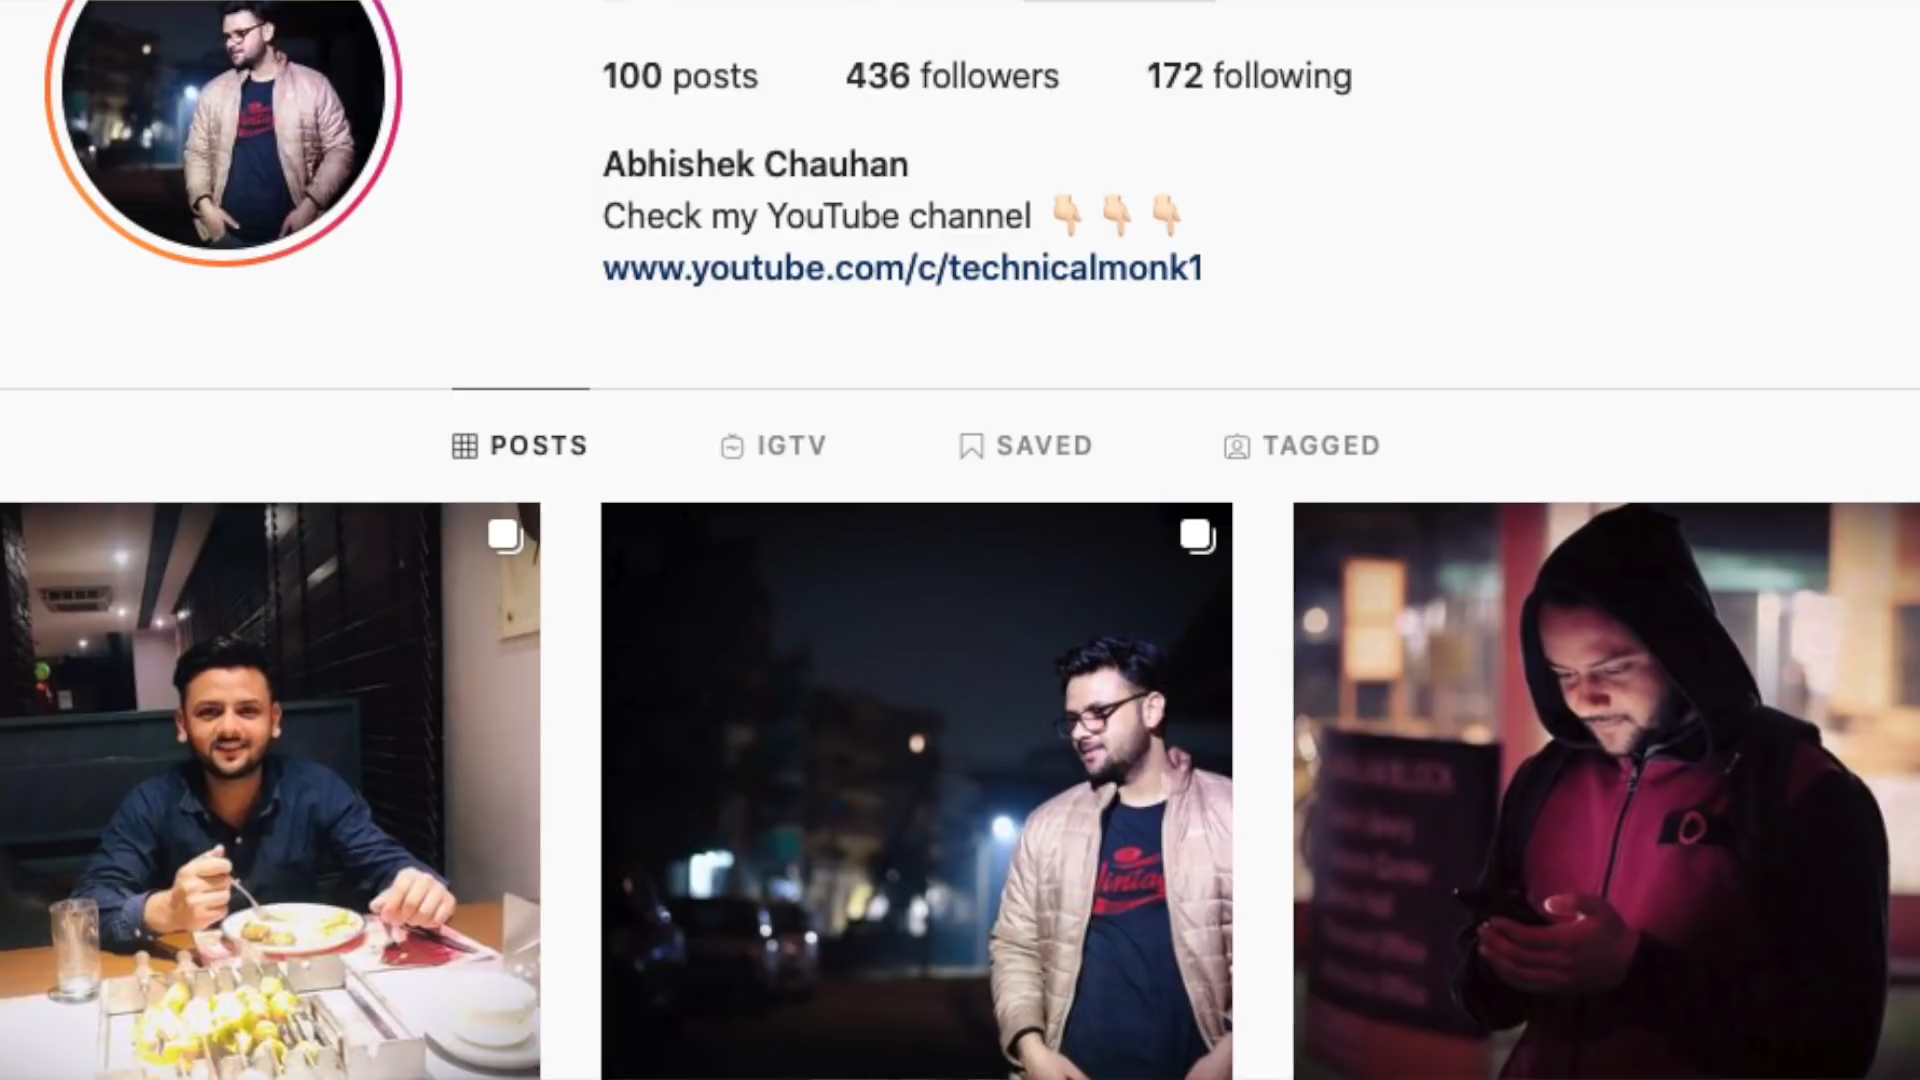 100 posts 436 followers 172 following
Abhishek Chauhan
Check my YouTube channel 👇🏻 👇🏻 👇🏻
www.youtube.com/c/technicalmonk1
POSTS IGTV SAVED TAGGED